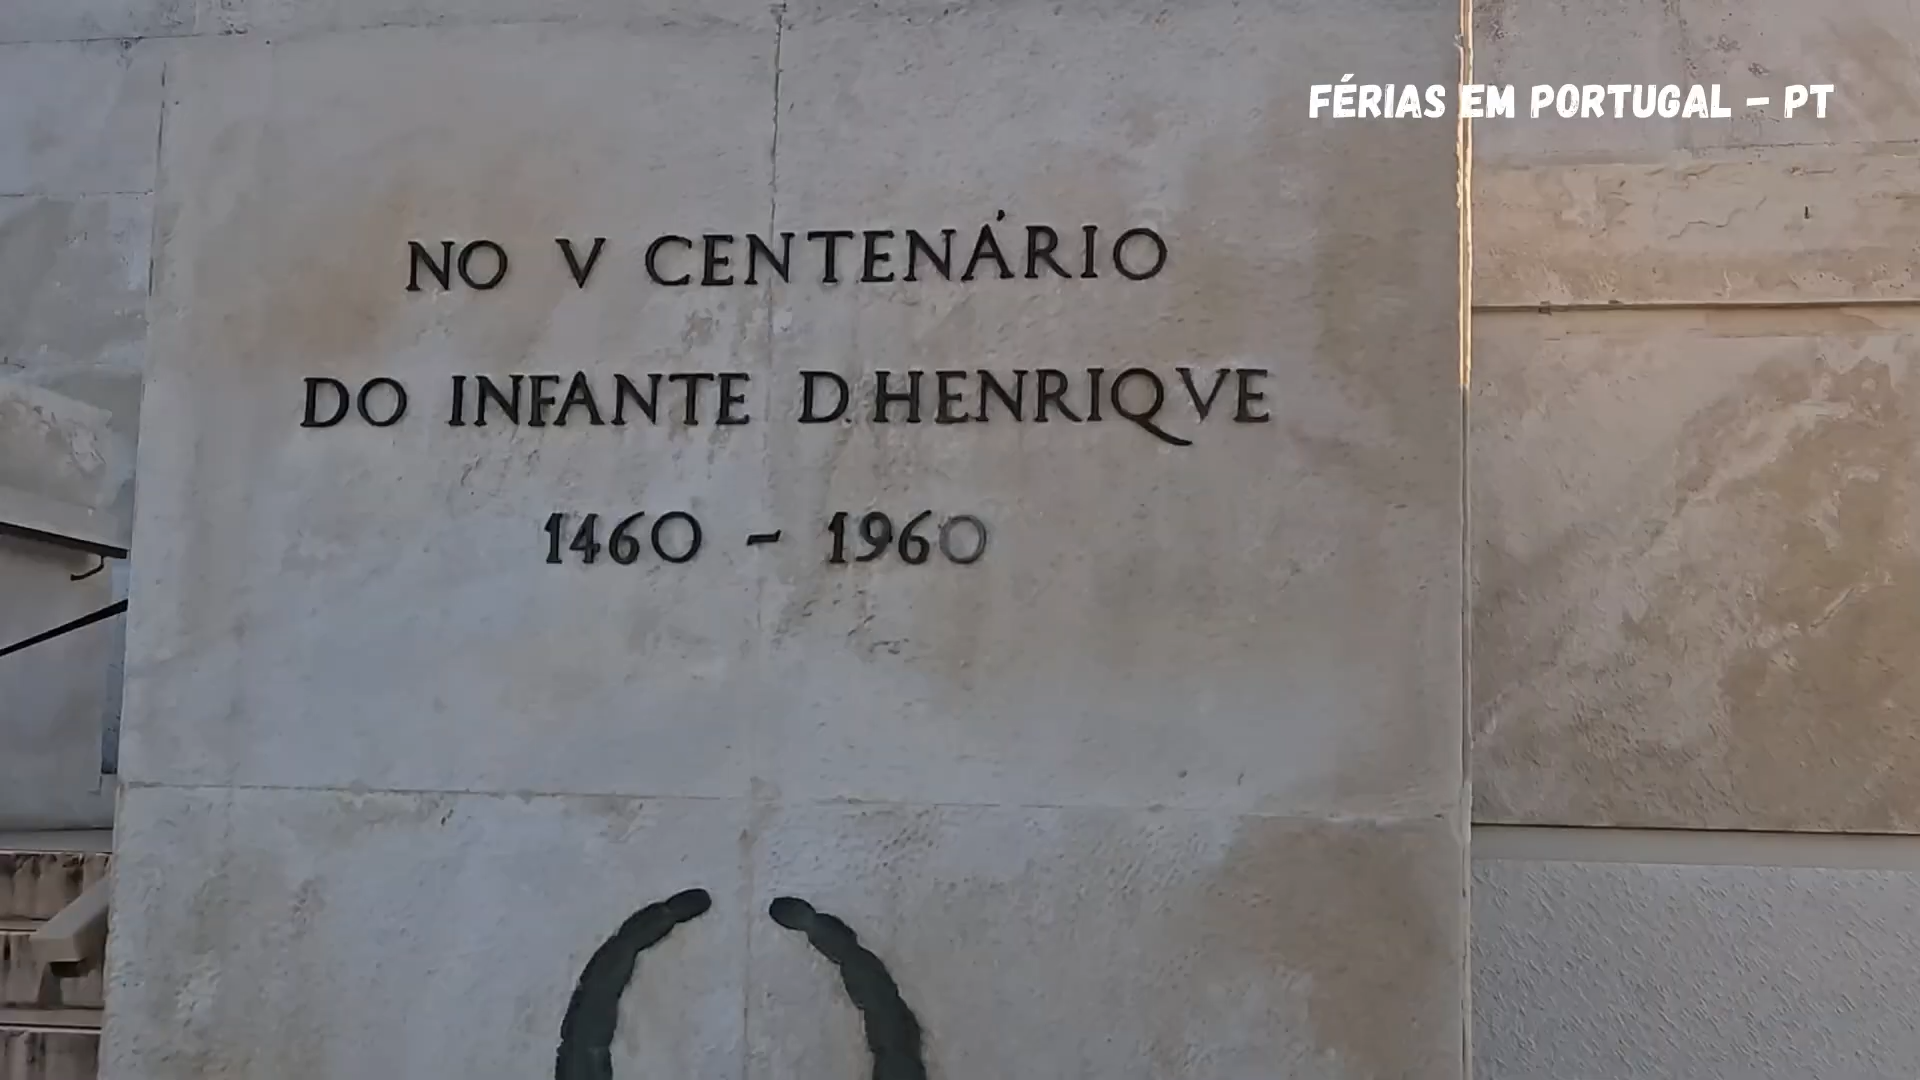 FÉRIAS EM PORTUGAL - PT
NO V CENTENÁRIO
DO INFANTE D. HENRIQVE
1460 - 1960